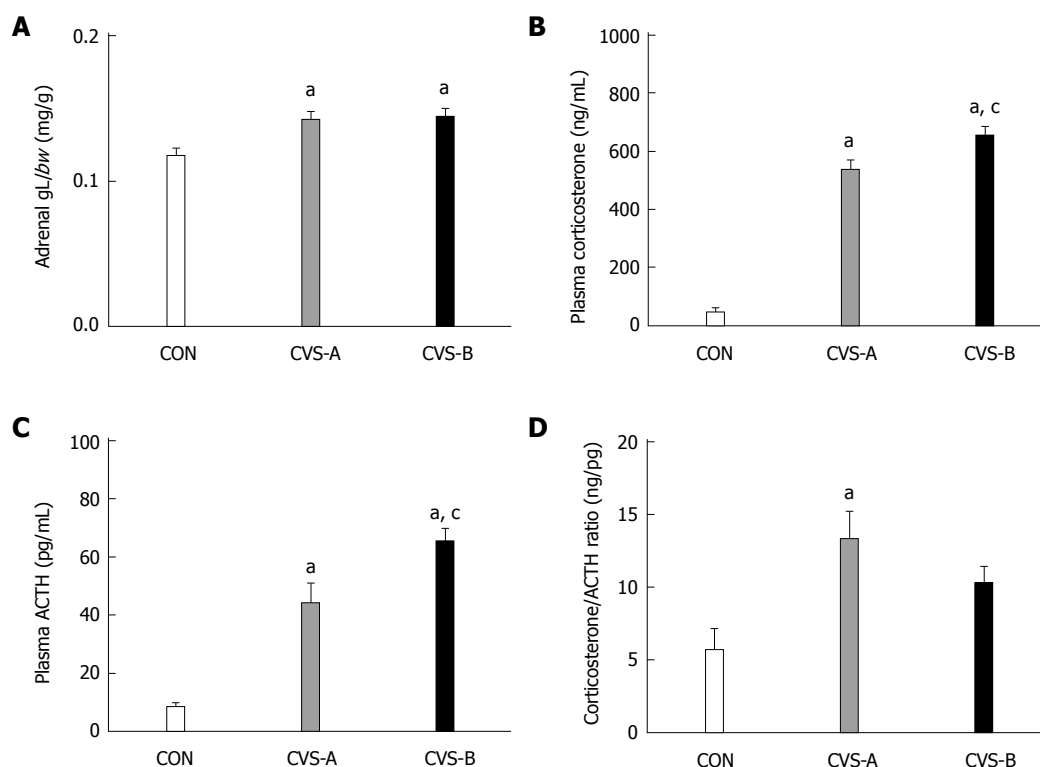 A
0.2
0.1
0.0
Adrenal gL/bw (mg/g)
a
a
CON
CVS-A
CVS-B
B
1000
800
600
400
200
0
Plasma corticosterone (ng/mL)
a
a, c
CON
CVS-A
CVS-B
C
100
80
60
40
20
0
Plasma ACTH (pg/mL)
a
a, c
CON
CVS-A
CVS-B
D
20
15
10
5
0
Corticosterone/ACTH ratio (ng/pg)
a
CON
CVS-A
CVS-B